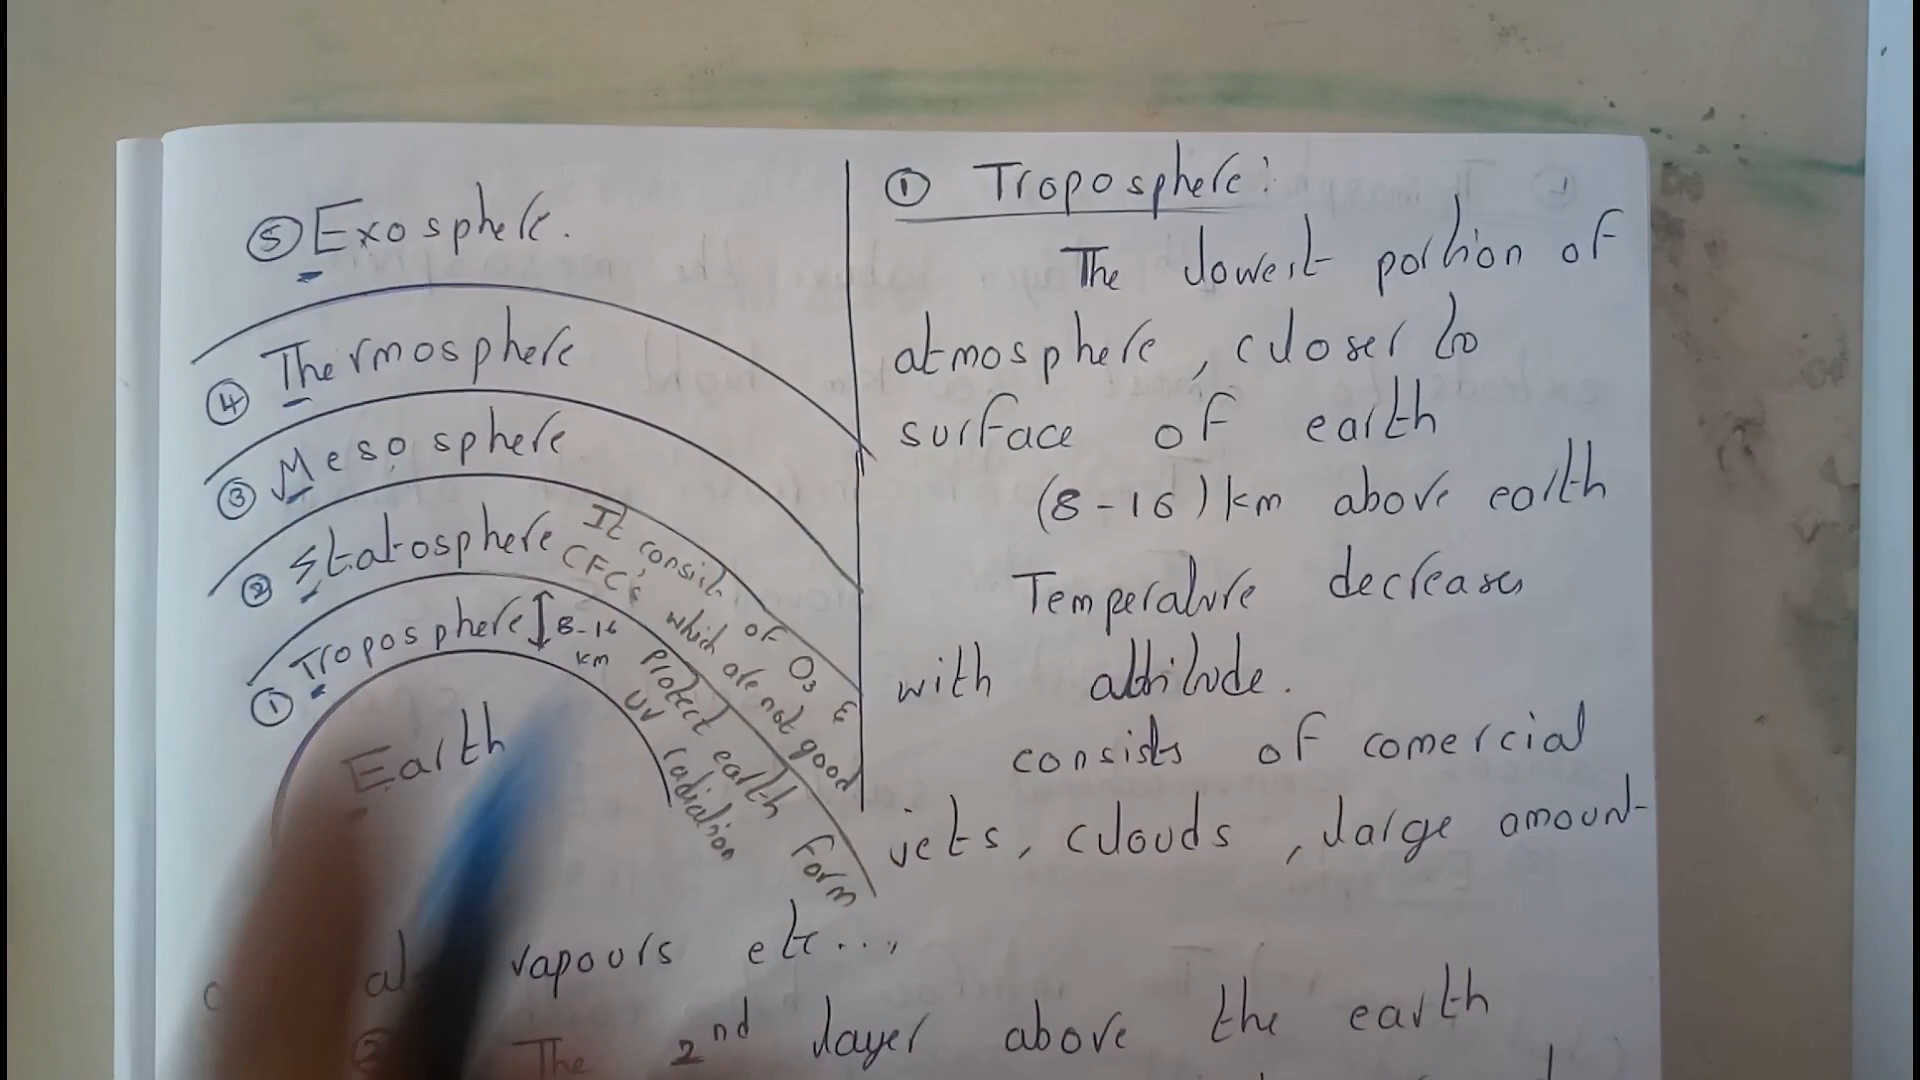 ⑤ Exosphere.
④ Thermosphere
③ Mesosphere
② Statosphere
It consist of O3 &
CFC's which are not good
① Troposphere 8-16
km
Protect earth form
UV radiation
Earth
① Troposphere:
The lowest portion of
atmosphere, closer to
surface of earth
(8-16) km above earth
Temperature decreases
with altitude.
consists of comercial
jets, clouds, large amount
vapours etc...,
The 2nd layer above the earth